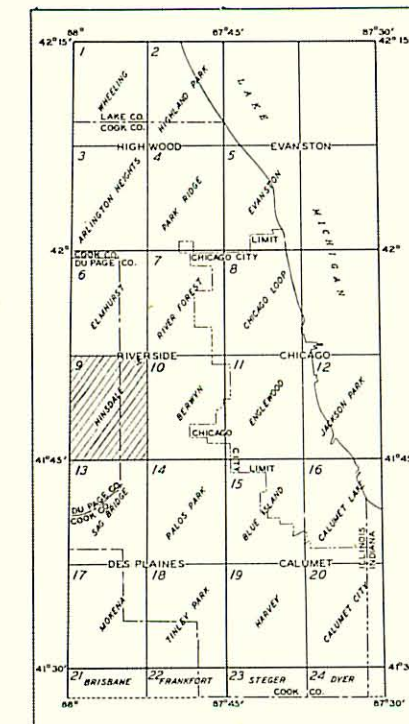 88° 87°45' 87°30'
42°15' 42°15'
1 2
WHEELING
HIGHLAND PARK
LAKE
LAKE CO.
COOK CO.
HIGHWOOD EVANSTON
3 4 5
ARLINGTON HEIGHTS
PARK RIDGE
EVANSTON
MICHIGAN
LIMIT
42° 42°
COOK CO.
DU PAGE CO.
6 7 8
CHICAGO CITY
ELMHURST
RIVER FOREST
CHICAGO LOOP
RIVERSIDE CHICAGO
9 10 11 12
HINSDALE
BERWYN
ENGLEWOOD
JACKSON PARK
CHICAGO
CITY
LIMIT
41°45' 41°45'
13 14 15 16
DU PAGE CO.
COOK CO.
SAG BRIDGE
PALOS PARK
BLUE ISLAND
CALUMET LAKE
ILLINOIS
INDIANA
DES PLAINES CALUMET
17 18 19 20
MOKENA
TINLEY PARK
HARVEY
CALUMET CITY
41°30' 41°30'
21 BRISBANE 22 FRANKFORT 23 STEGER 24 DYER
COOK CO.
88° 87°45' 87°30'